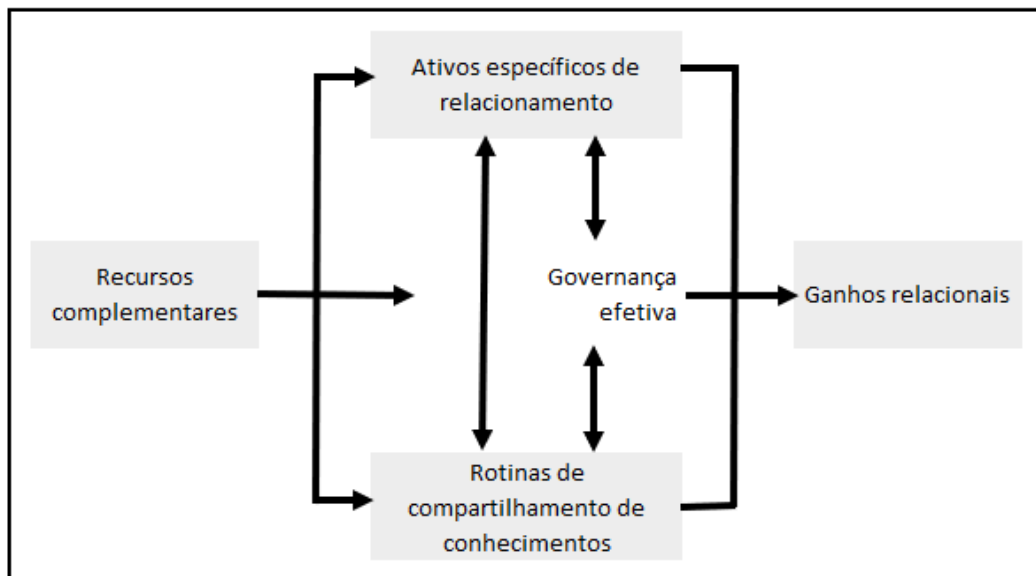 Ativos específicos de
relacionamento
Recursos
complementares
Governança
efetiva
Ganhos relacionais
Rotinas de
compartilhamento de
conhecimentos